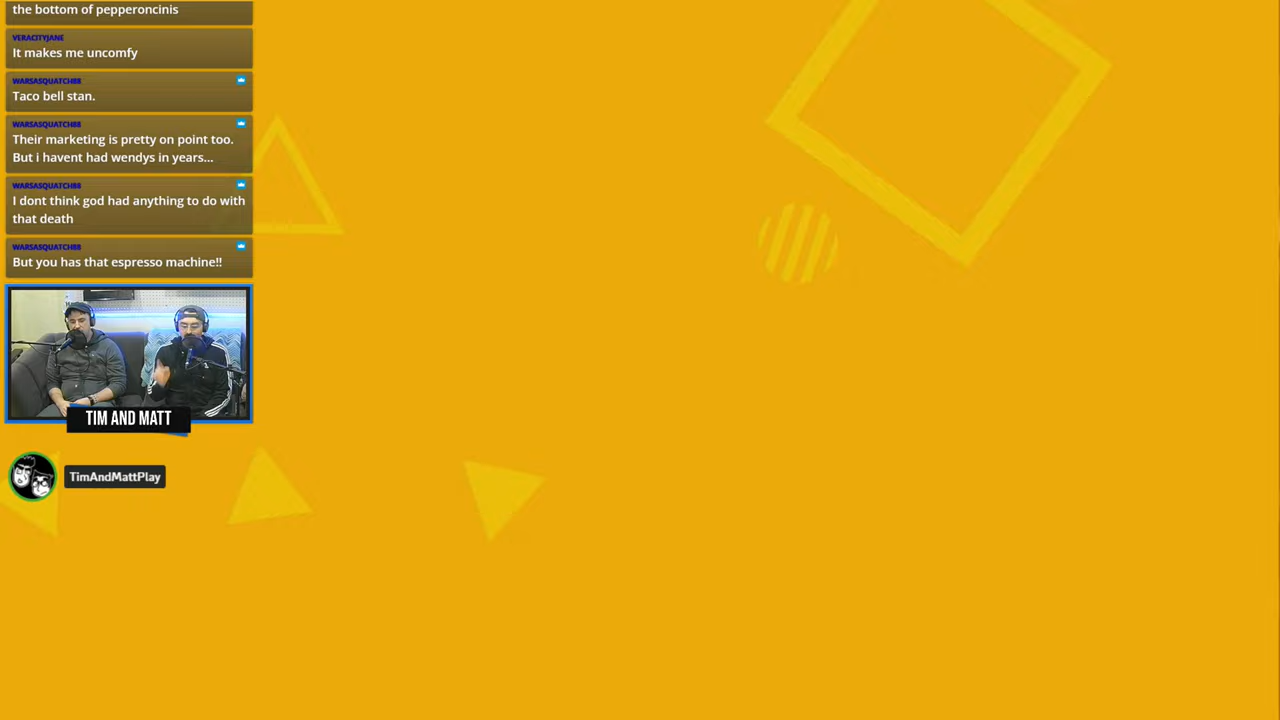 the bottom of pepperoncinis
VERACITYJANE
It makes me uncomfy
WARSASQUATCH88
Taco bell stan.
WARSASQUATCH88
Their marketing is pretty on point too.
But i havent had wendys in years...
WARSASQUATCH88
I dont think god had anything to do with
that death
WARSASQUATCH88
But you has that espresso machine!!
TIM AND MATT
TimAndMattPlay